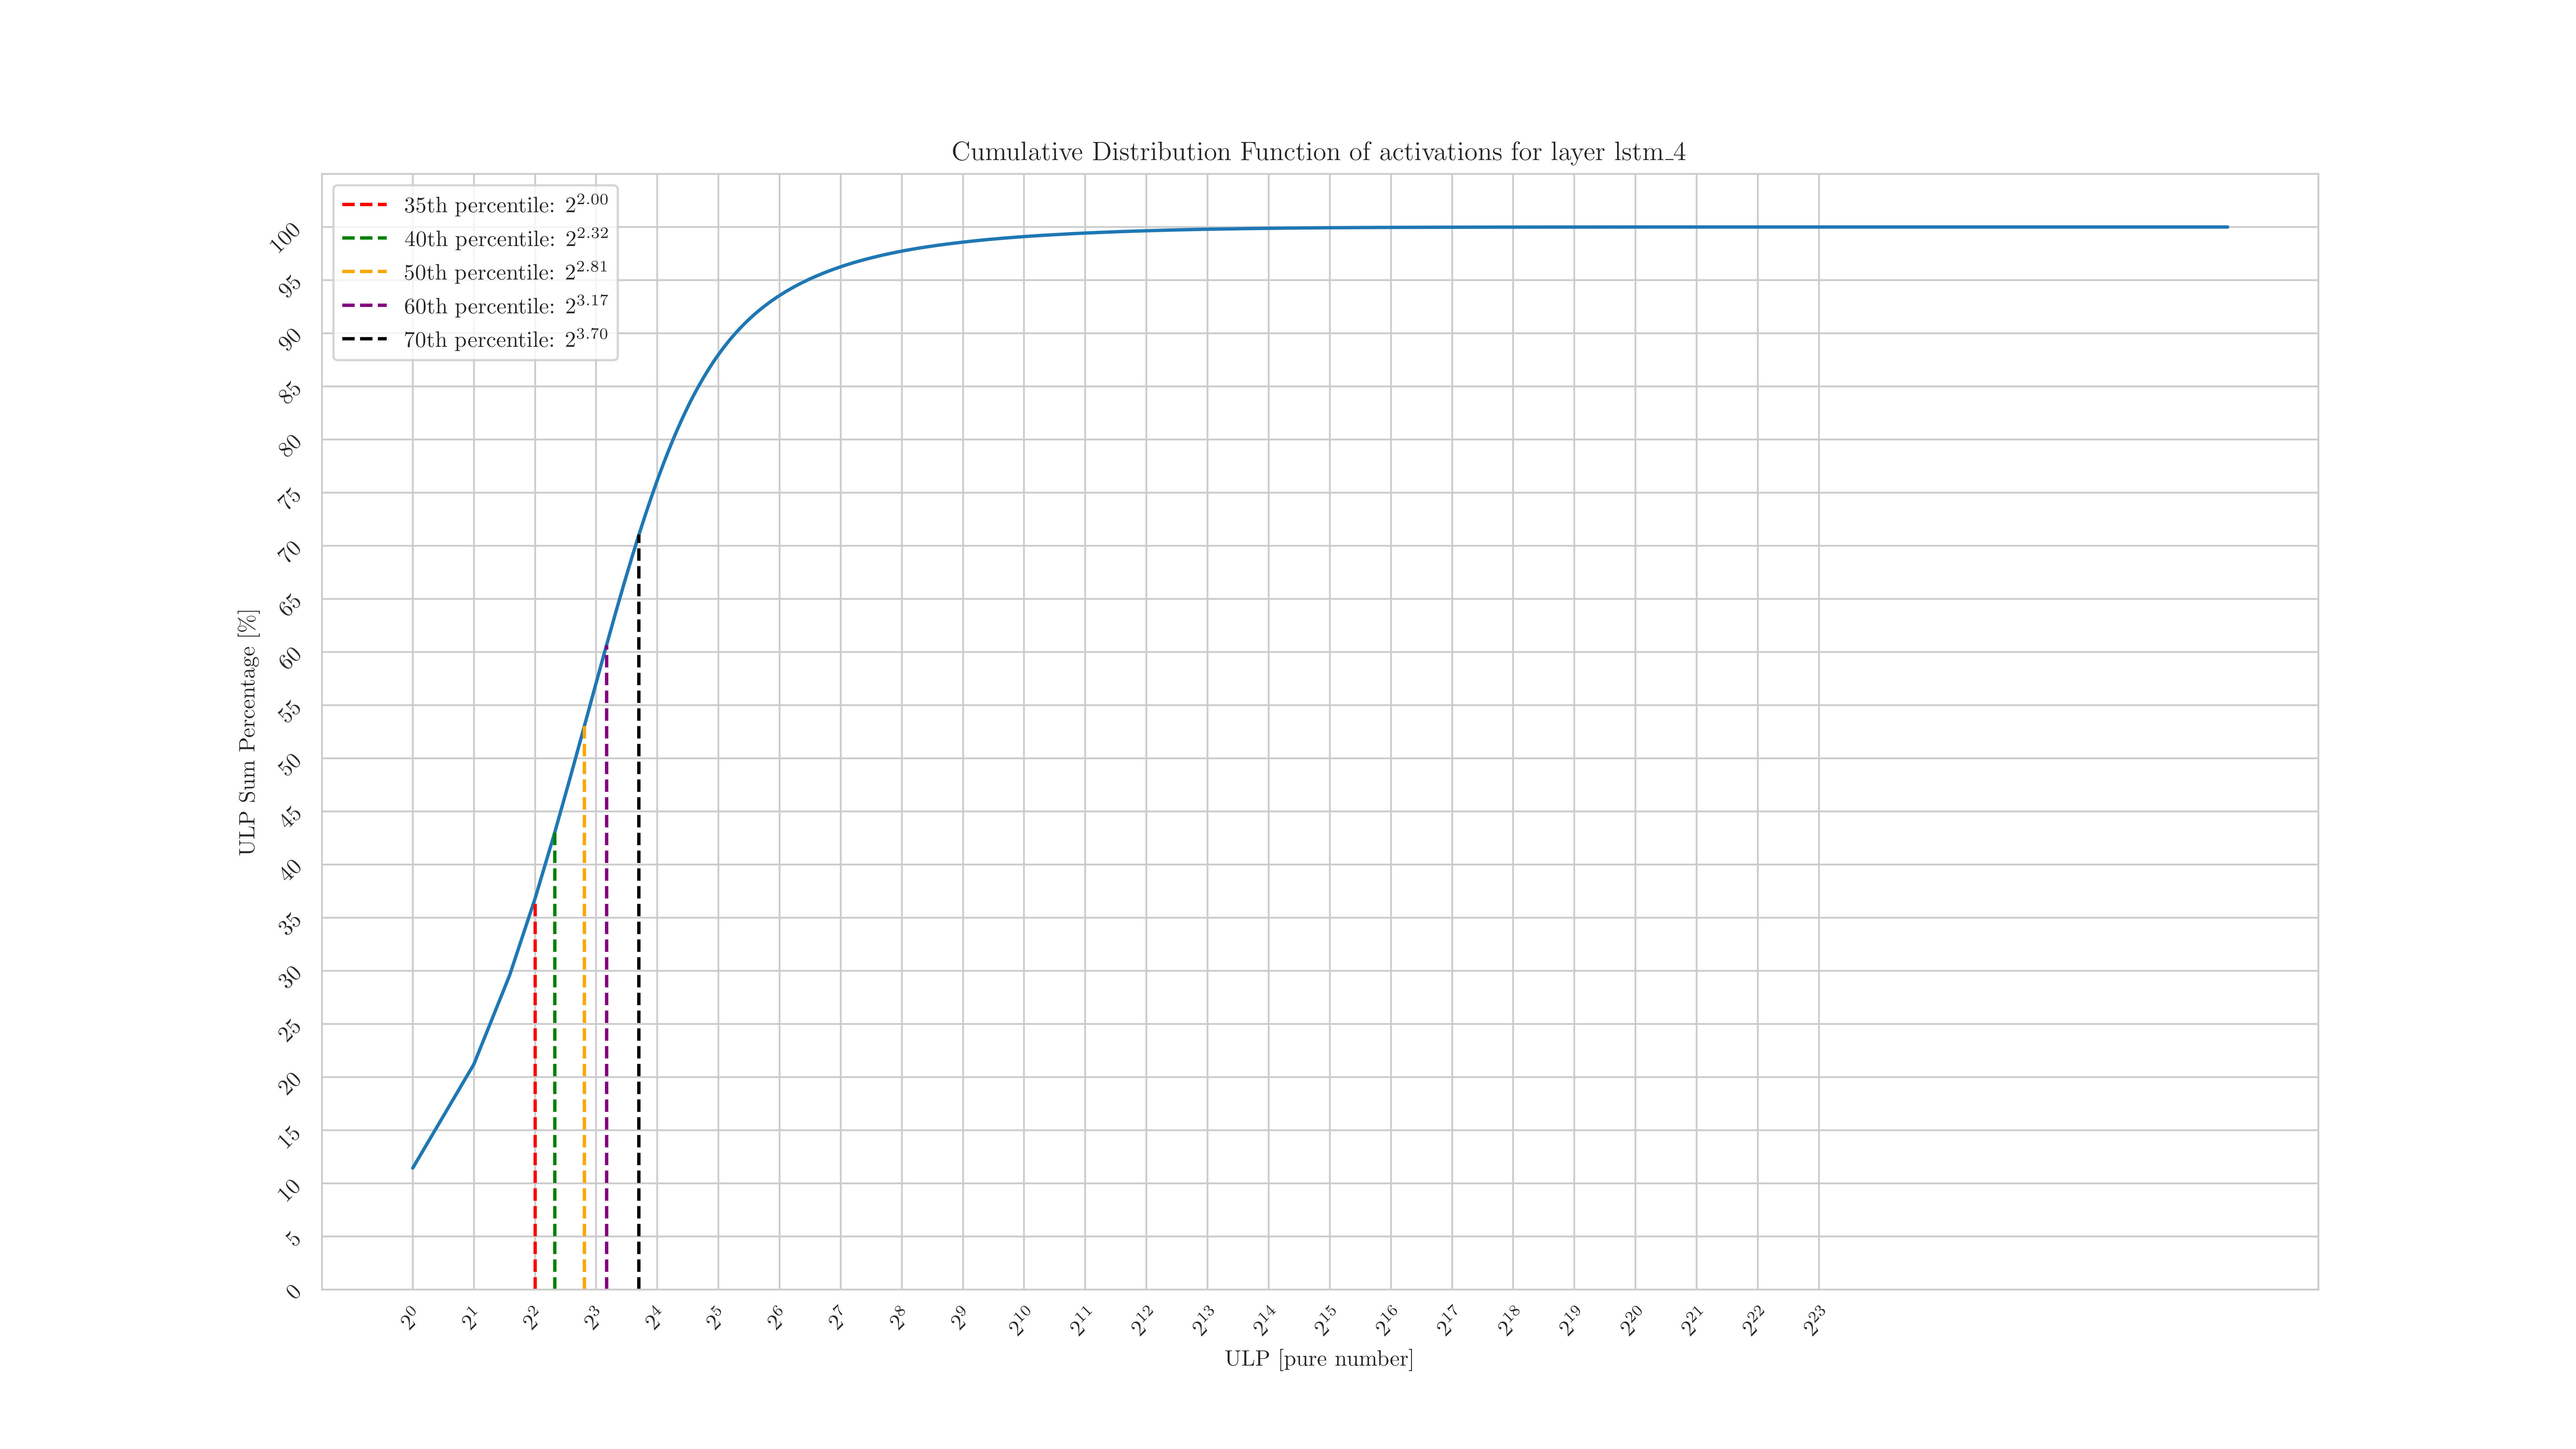 Cumulative Distribution Function of activations for layer lstm_4
35th percentile: 2^2.00
40th percentile: 2^2.32
50th percentile: 2^2.81
60th percentile: 2^3.17
70th percentile: 2^3.70
ULP Sum Percentage [%]
100
95
90
85
80
75
70
65
60
55
50
45
40
35
30
25
20
15
10
5
0
2^0 2^1 2^2 2^3 2^4 2^5 2^6 2^7 2^8 2^9 2^10 2^11 2^12 2^13 2^14 2^15 2^16 2^17 2^18 2^19 2^20 2^21 2^22 2^23
ULP [pure number]